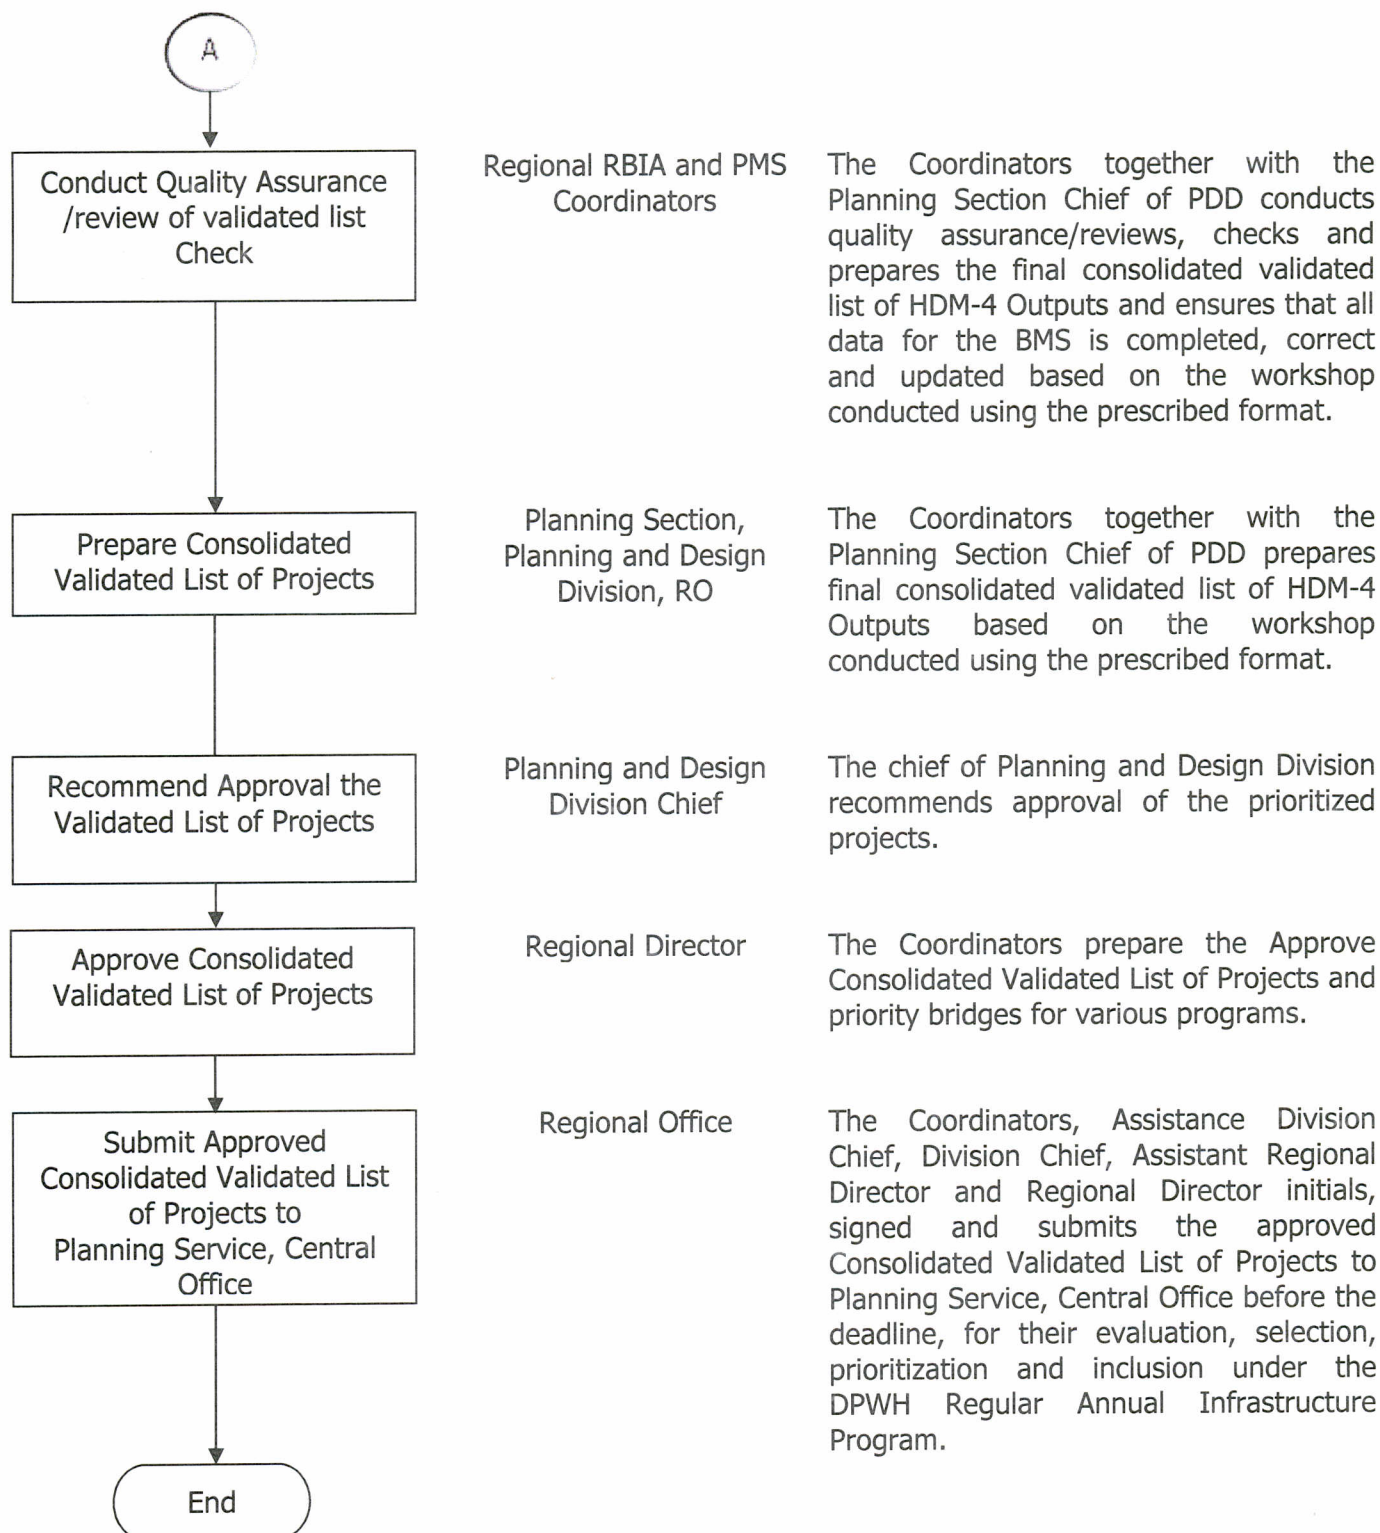 A
Conduct Quality Assurance
/review of validated list
Check
Regional RBIA and PMS
Coordinators
The Coordinators together with the
Planning Section Chief of PDD conducts
quality assurance/reviews, checks and
prepares the final consolidated validated
list of HDM-4 Outputs and ensures that all
data for the BMS is completed, correct
and updated based on the workshop
conducted using the prescribed format.
Prepare Consolidated
Validated List of Projects
Planning Section,
Planning and Design
Division, RO
The Coordinators together with the
Planning Section Chief of PDD prepares
final consolidated validated list of HDM-4
Outputs based on the workshop
conducted using the prescribed format.
Recommend Approval the
Validated List of Projects
Planning and Design
Division Chief
The chief of Planning and Design Division
recommends approval of the prioritized
projects.
Approve Consolidated
Validated List of Projects
Regional Director
The Coordinators prepare the Approve
Consolidated Validated List of Projects and
priority bridges for various programs.
Submit Approved
Consolidated Validated List
of Projects to
Planning Service, Central
Office
Regional Office
The Coordinators, Assistance Division
Chief, Division Chief, Assistant Regional
Director and Regional Director initials,
signed and submits the approved
Consolidated Validated List of Projects to
Planning Service, Central Office before the
deadline, for their evaluation, selection,
prioritization and inclusion under the
DPWH Regular Annual Infrastructure
Program.
End